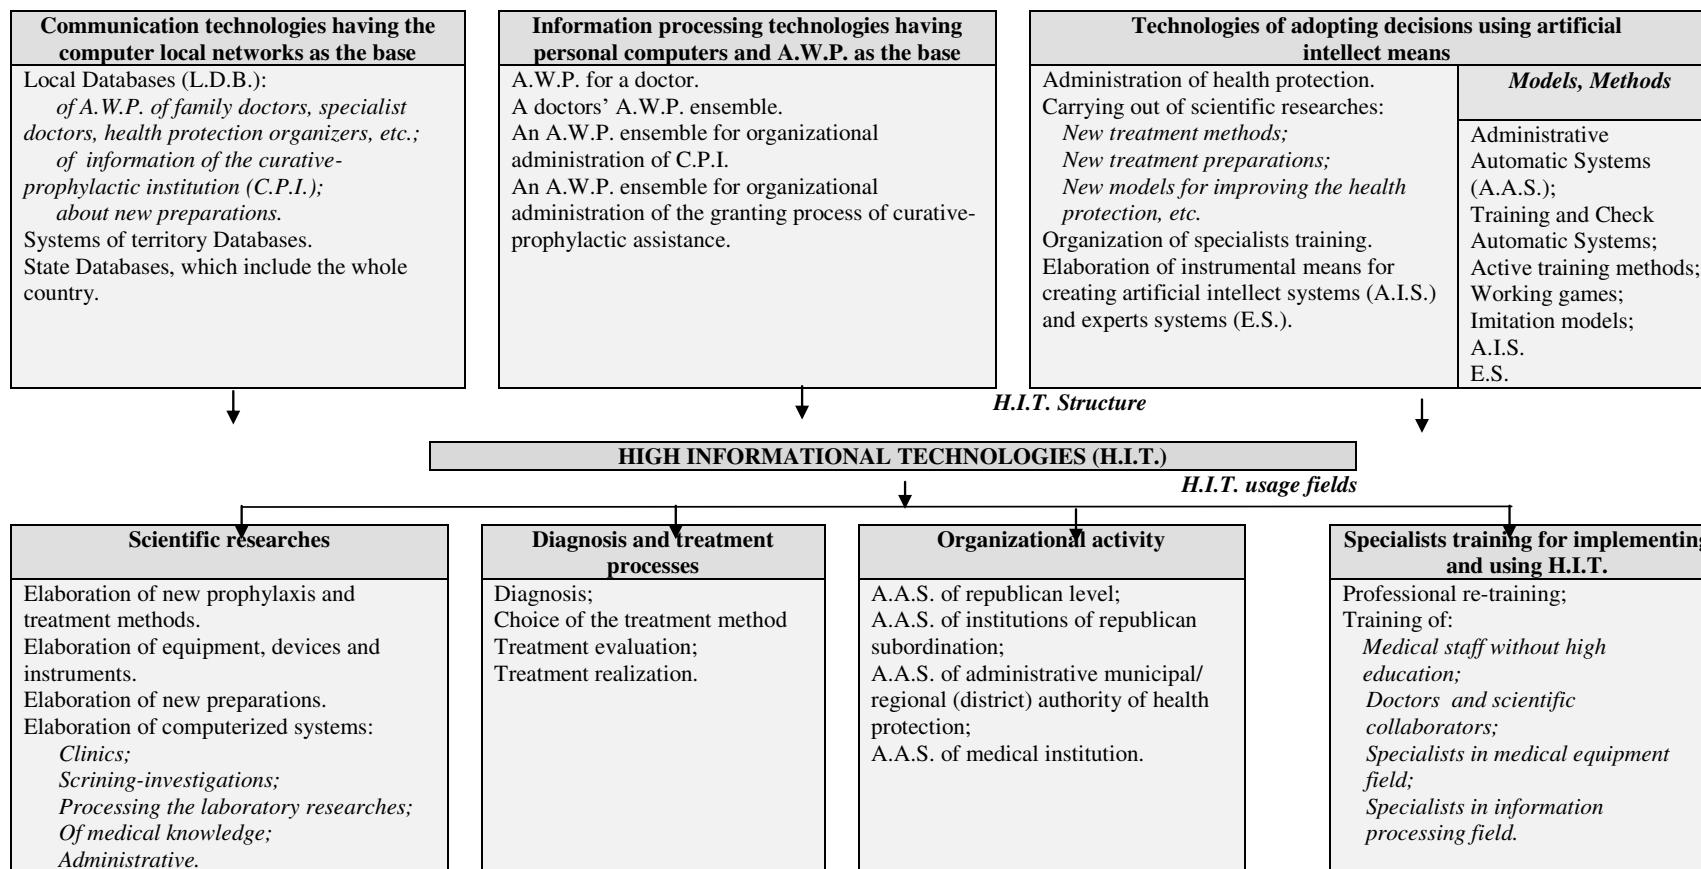 Communication technologies having the
computer local networks as the base
Local Databases (L.D.B.):
of A.W.P. of family doctors, specialist
doctors, health protection organizers, etc.;
of information of the curative-
prophylactic institution (C.P.I.);
about new preparations.
Systems of territory Databases.
State Databases, which include the whole
country.
Information processing technologies having
personal computers and A.W.P. as the base
A.W.P. for a doctor.
A doctors’ A.W.P. ensemble.
An A.W.P. ensemble for organizational
administration of C.P.I.
An A.W.P. ensemble for organizational
administration of the granting process of curative-
prophylactic assistance.
Technologies of adopting decisions using artificial
intellect means
Administration of health protection.
Carrying out of scientific researches:
New treatment methods;
New treatment preparations;
New models for improving the health
protection, etc.
Organization of specialists training.
Elaboration of instrumental means for
creating artificial intellect systems (A.I.S.)
and experts systems (E.S.).
Models, Methods
Administrative
Automatic Systems
(A.A.S.);
Training and Check
Automatic Systems;
Active training methods;
Working games;
Imitation models;
A.I.S.
E.S.
H.I.T. Structure
HIGH INFORMATIONAL TECHNOLOGIES (H.I.T.)
H.I.T. usage fields
Scientific researches
Elaboration of new prophylaxis and
treatment methods.
Elaboration of equipment, devices and
instruments.
Elaboration of new preparations.
Elaboration of computerized systems:
Clinics;
Scrining-investigations;
Processing the laboratory researches;
Of medical knowledge;
Administrative.
Diagnosis and treatment
processes
Diagnosis;
Choice of the treatment method
Treatment evaluation;
Treatment realization.
Organizational activity
A.A.S. of republican level;
A.A.S. of institutions of republican
subordination;
A.A.S. of administrative municipal/
regional (district) authority of health
protection;
A.A.S. of medical institution.
Specialists training for implementing
and using H.I.T.
Professional re-training;
Training of:
Medical staff without high
education;
Doctors and scientific
collaborators;
Specialists in medical equipment
field;
Specialists in information
processing field.